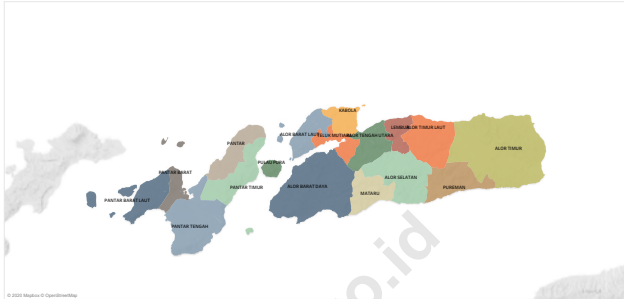 KABOLA
ALOR BARAT LAUT
TELUK MUTIARA
ALOR TENGAH UTARA
LEMBUR
ALOR TIMUR LAUT
PANTAR
ALOR TIMUR
PULAU PURA
PANTAR BARAT
ALOR SELATAN
PANTAR TIMUR
ALOR BARAT DAYA
PUREMAN
MATARU
PANTAR BARAT LAUT
PANTAR TENGAH
o.id
© 2020 Mapbox © OpenStreetMap